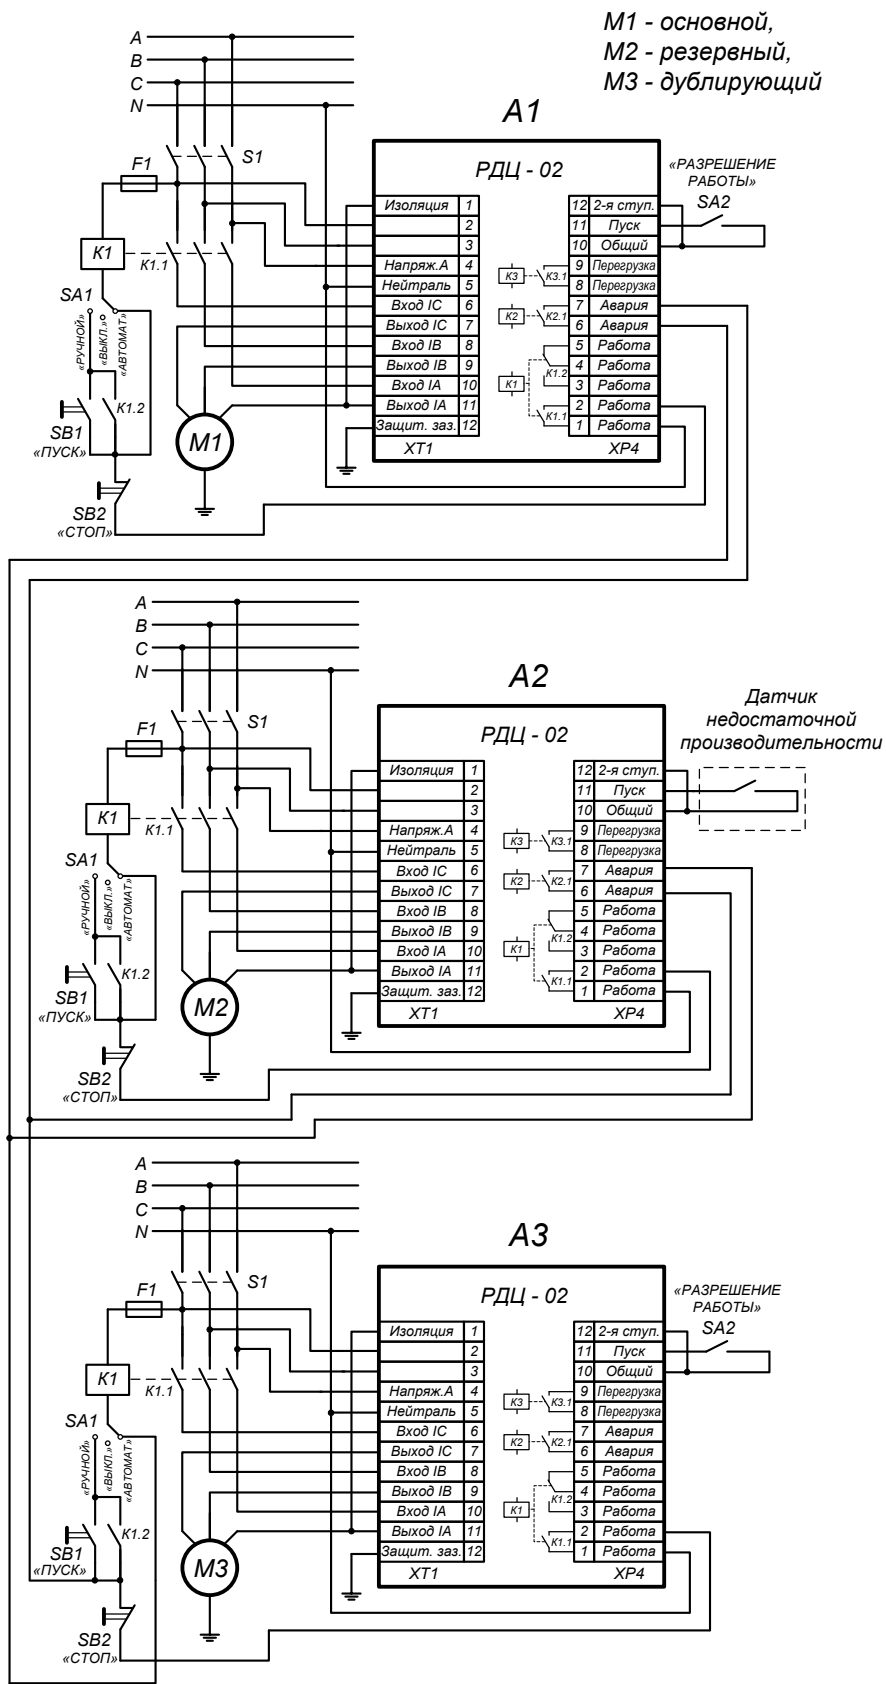 M1 - основной,
M2 - резервный,
M3 - дублирующий
A
B
C
N
A1
S1
F1
РДЦ - 02
«РАЗРЕШЕНИЕ
РАБОТЫ»
SA2
K1
K1.1
SA1
«РУЧНОЙ»
«ВЫКЛ.»
«АВТОМАТ»
K1.2
SB1
«ПУСК»
SB2
«СТОП»
M1
Изоляция 1
2
3
Напряж.А 4
Нейтраль 5
Вход IC 6
Выход IC 7
Вход IB 8
Выход IB 9
Вход IA 10
Выход IA 11
Защит. заз. 12
XT1
12 2-я ступ.
11 Пуск
10 Общий
9 Перегрузка
8 Перегрузка
7 Авария
6 Авария
5 Работа
4 Работа
3 Работа
2 Работа
1 Работа
XP4
K3 K3.1
K2 K2.1
K1 K1.2
K1.1
A
B
C
N
A2
S1
F1
РДЦ - 02
Датчик
недостаточной
производительности
K1
K1.1
SA1
«РУЧНОЙ»
«ВЫКЛ.»
«АВТОМАТ»
K1.2
SB1
«ПУСК»
SB2
«СТОП»
M2
Изоляция 1
2
3
Напряж.А 4
Нейтраль 5
Вход IC 6
Выход IC 7
Вход IB 8
Выход IB 9
Вход IA 10
Выход IA 11
Защит. заз. 12
XT1
12 2-я ступ.
11 Пуск
10 Общий
9 Перегрузка
8 Перегрузка
7 Авария
6 Авария
5 Работа
4 Работа
3 Работа
2 Работа
1 Работа
XP4
K3 K3.1
K2 K2.1
K1 K1.2
K1.1
A
B
C
N
A3
S1
F1
РДЦ - 02
«РАЗРЕШЕНИЕ
РАБОТЫ»
SA2
K1
K1.1
SA1
«РУЧНОЙ»
«ВЫКЛ.»
«АВТОМАТ»
K1.2
SB1
«ПУСК»
SB2
«СТОП»
M3
Изоляция 1
2
3
Напряж.А 4
Нейтраль 5
Вход IC 6
Выход IC 7
Вход IB 8
Выход IB 9
Вход IA 10
Выход IA 11
Защит. заз. 12
XT1
12 2-я ступ.
11 Пуск
10 Общий
9 Перегрузка
8 Перегрузка
7 Авария
6 Авария
5 Работа
4 Работа
3 Работа
2 Работа
1 Работа
XP4
K3 K3.1
K2 K2.1
K1 K1.2
K1.1